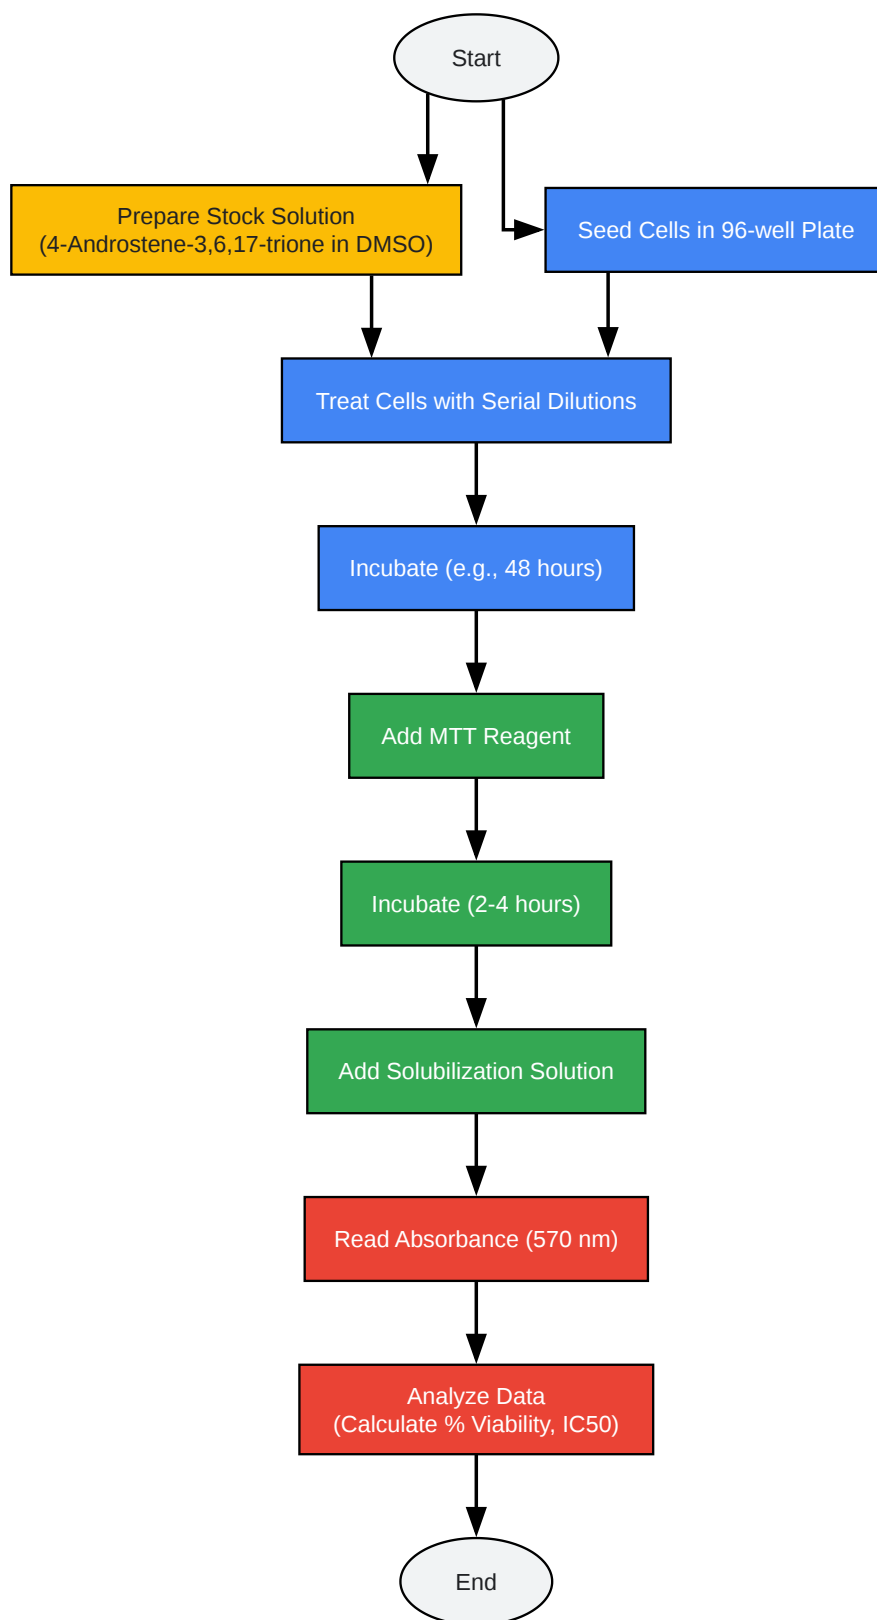 Start
Prepare Stock Solution
(4-Androstene-3,6,17-trione in DMSO)
Seed Cells in 96-well Plate
Treat Cells with Serial Dilutions
Incubate (e.g., 48 hours)
Add MTT Reagent
Incubate (2-4 hours)
Add Solubilization Solution
Read Absorbance (570 nm)
Analyze Data
(Calculate % Viability, IC50)
End